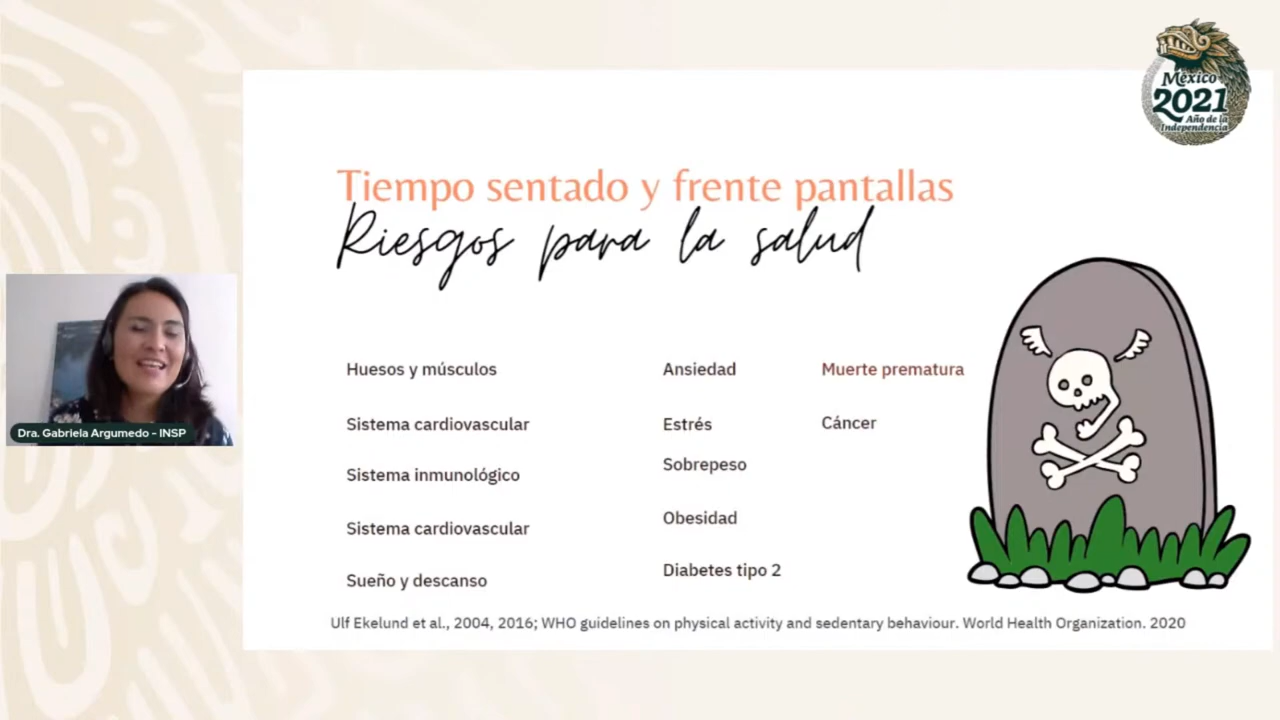 México
2021
Año de la
Independencia
Tiempo sentado y frente pantallas
Riesgos para la salud
Huesos y músculos
Sistema cardiovascular
Sistema inmunológico
Sistema cardiovascular
Sueño y descanso
Ansiedad
Estrés
Sobrepeso
Obesidad
Diabetes tipo 2
Muerte prematura
Cáncer
Dra. Gabriela Argumedo - INSP
Ulf Ekelund et al., 2004, 2016; WHO guidelines on physical activity and sedentary behaviour. World Health Organization. 2020